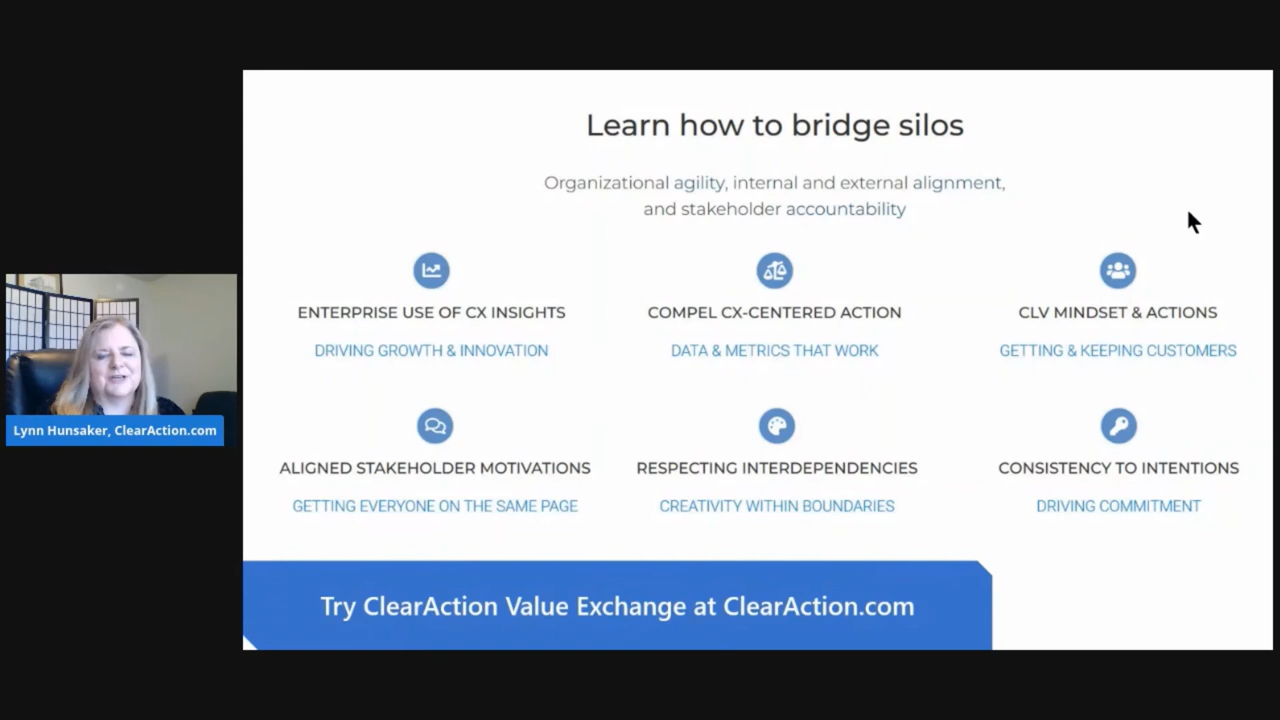 Learn how to bridge silos
Organizational agility, internal and external alignment,
and stakeholder accountability
ENTERPRISE USE OF CX INSIGHTS
DRIVING GROWTH & INNOVATION
COMPEL CX-CENTERED ACTION
DATA & METRICS THAT WORK
CLV MINDSET & ACTIONS
GETTING & KEEPING CUSTOMERS
ALIGNED STAKEHOLDER MOTIVATIONS
GETTING EVERYONE ON THE SAME PAGE
RESPECTING INTERDEPENDENCIES
CREATIVITY WITHIN BOUNDARIES
CONSISTENCY TO INTENTIONS
DRIVING COMMITMENT
Lynn Hunsaker, ClearAction.com
Try ClearAction Value Exchange at ClearAction.com